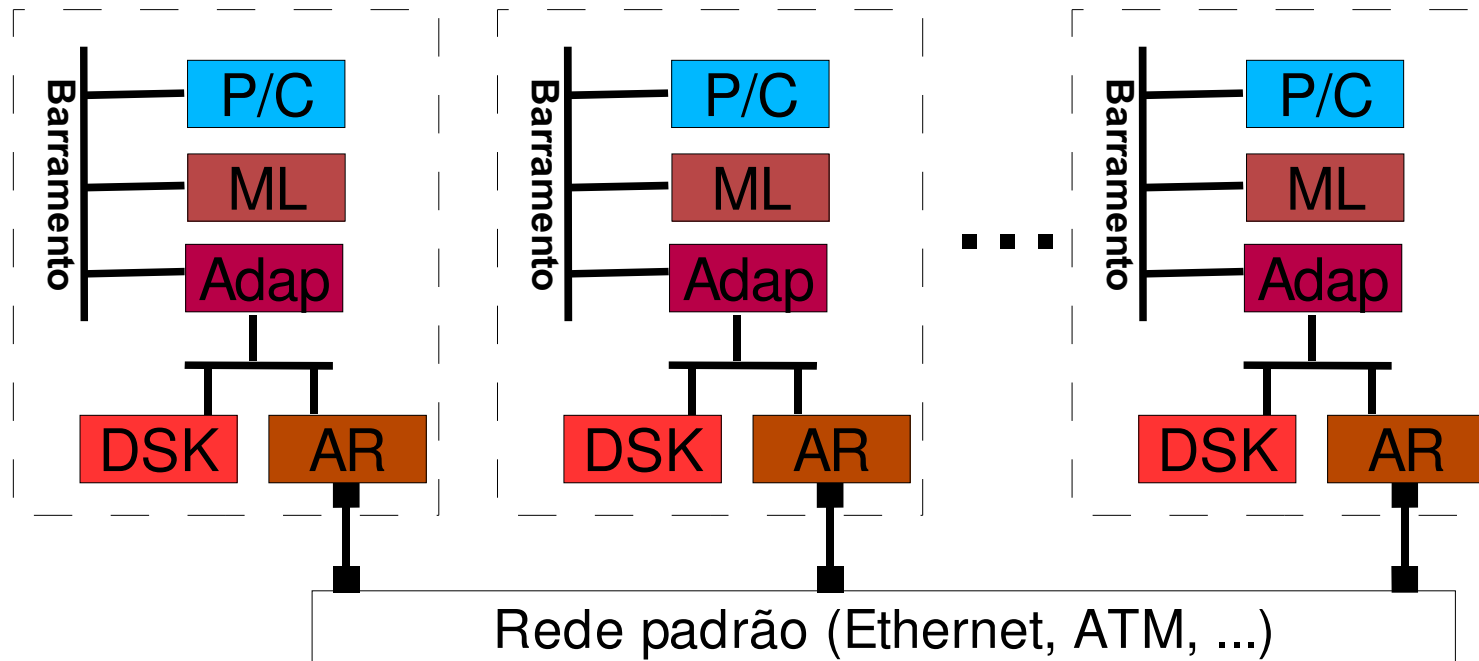 Barramento
P/C
ML
Adap
DSK
AR
Barramento
P/C
ML
Adap
DSK
AR
...
Barramento
P/C
ML
Adap
DSK
AR
Rede padrão (Ethernet, ATM, ...)